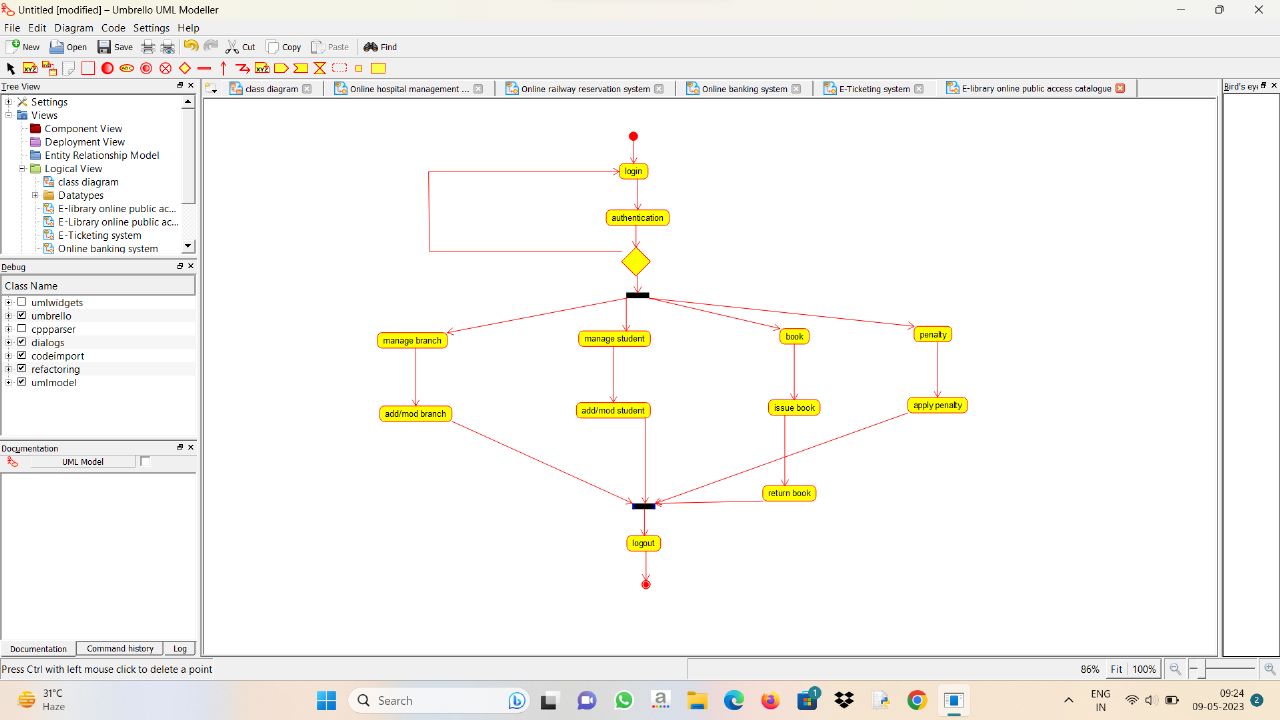 Untitled [modified] – Umbrello UML Modeller
File Edit Diagram Code Settings Help
New Open Save Cut Copy Paste Find
Tree View
Settings
Views
Component View
Deployment View
Entity Relationship Model
Logical View
class diagram
Datatypes
E-library online public ac...
E-Library online public ac...
E-Ticketing system
Online banking system
Debug
Class Name
umlwidgets
umbrello
cppparser
dialogs
codeimport
refactoring
umlmodel
Documentation
UML Model
Documentation Command history Log
class diagram Online hospital management ... Online railway reservation system Online banking system E-Ticketing system E-library online public access catalogue
Bird's ey
login
authentication
manage branch manage student book penalty
add/mod branch add/mod student issue book apply penalty
return book
logout
Press Ctrl with left mouse click to delete a point
86% Fit 100%
31°C
Haze
Search
1
ENG
IN
09:24
09-05-2023
2